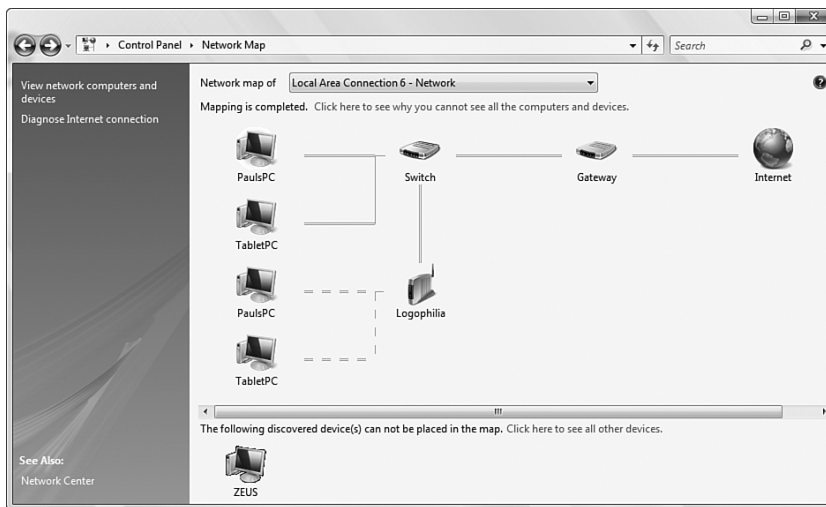 Control Panel ▸ Network Map
Search
View network computers and
devices
Diagnose Internet connection
Network map of Local Area Connection 6 - Network
Mapping is completed. Click here to see why you cannot see all the computers and devices.
PaulsPC
Switch
Gateway
Internet
TabletPC
PaulsPC
Logophilia
TabletPC
The following discovered device(s) can not be placed in the map. Click here to see all other devices.
See Also:
Network Center
ZEUS